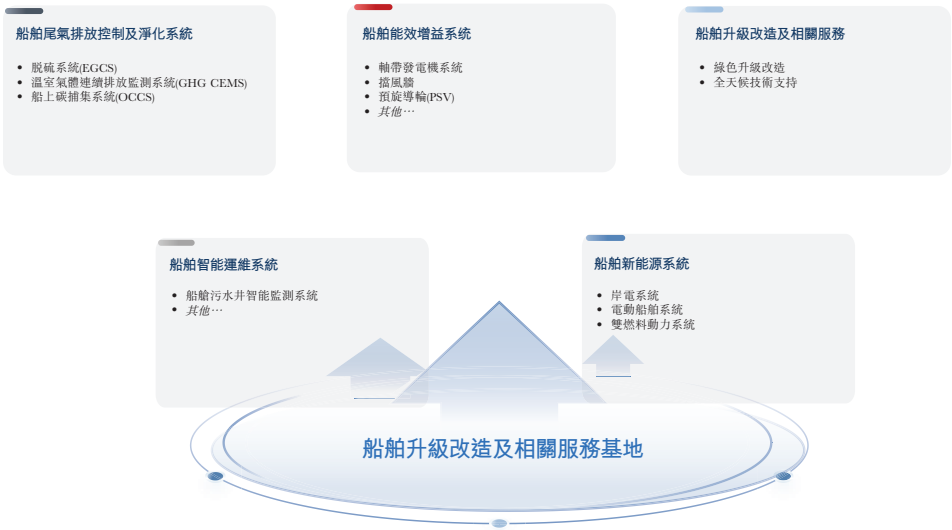 船舶尾氣排放控制及淨化系統
• 脱硫系統(EGCS)
• 溫室氣體連續排放監測系統(GHG CEMS)
• 船上碳捕集系統(OCCS)
船舶能效增益系統
• 軸帶發電機系統
• 擋風牆
• 預旋導輪(PSV)
• 其他…
船舶升級改造及相關服務
• 綠色升級改造
• 全天候技術支持
船舶智能運維系統
• 船艙污水井智能監測系統
• 其他…
船舶新能源系統
• 岸電系統
• 電動船舶系統
• 雙燃料動力系統
船舶升級改造及相關服務基地